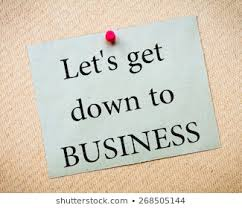 Let's get
down to
BUSINESS
shutterstock.com • 268505144